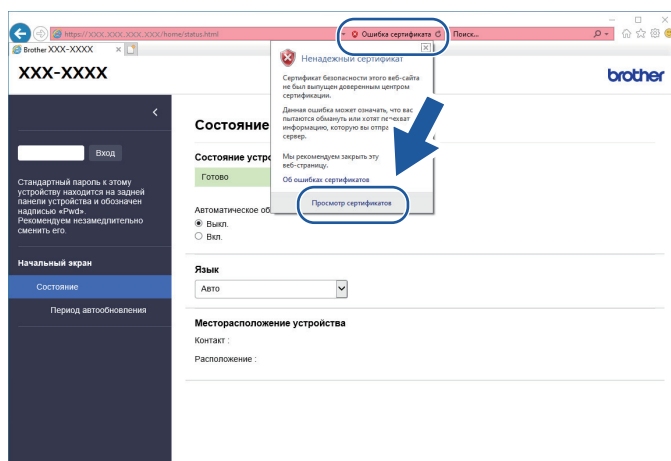 https://XXX.XXX.XXX.XXX/home/status.html
Ошибка сертификата
Поиск...
Brother XXX-XXXX
XXX-XXXX
brother
Ненадежный сертификат
Сертификат безопасности этого веб-сайта
не был выпущен доверенным центром
сертификации.
Данная ошибка может означать, что вас
пытаются обмануть или хотят
информацию, которую вы
сервер.
Мы рекомендуем закрыть эту
веб-страницу.
Об ошибках сертификатов
Просмотр сертификатов
Вход
Стандартный пароль к этому
устройству находится на задней
панели устройства и обозначен
надписью «Pwd».
Рекомендуем незамедлительно
сменить его.
Начальный экран
Состояние
Период автообновления
Состояние
Состояние устро
Готово
Автоматическое об
Выкл.
Вкл.
Язык
Авто
Месторасположение устройства
Контакт :
Расположение :